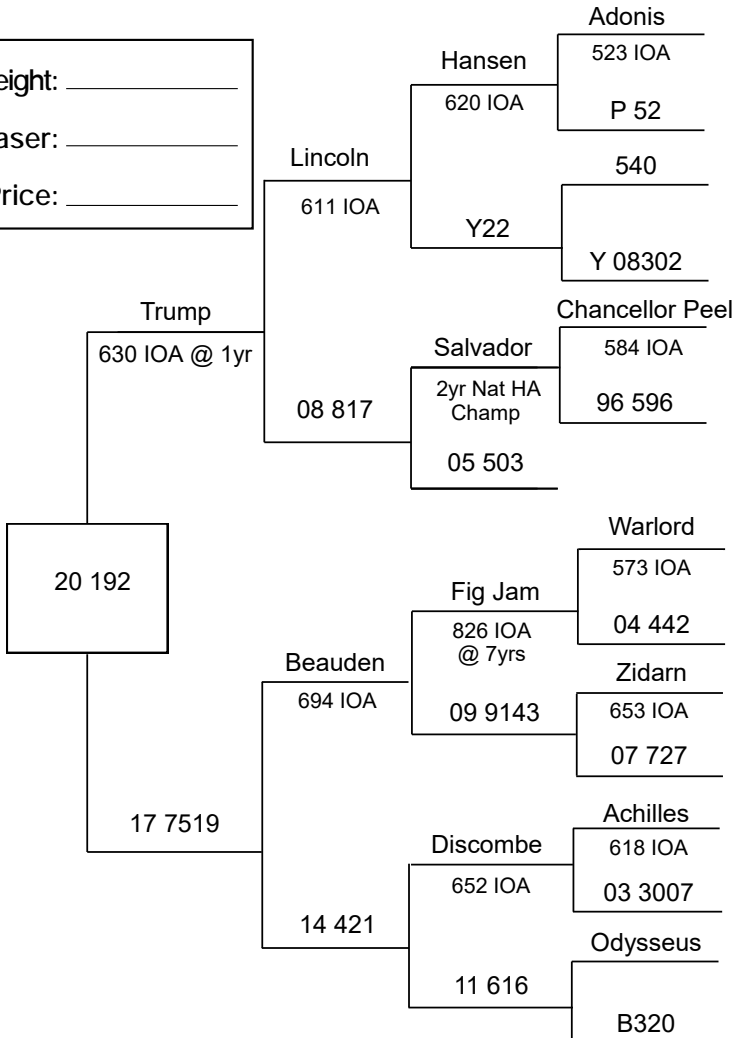 eight:
aser:
rice:
Adonis
523 IOA
P 52
Hansen
620 IOA
540
Y 08302
Y22
Lincoln
611 IOA
Chancellor Peel
584 IOA
96 596
Salvador
2yr Nat HA
Champ
05 503
08 817
Trump
630 IOA @ 1yr
20 192
Warlord
573 IOA
04 442
Fig Jam
826 IOA
@ 7yrs
Zidarn
653 IOA
07 727
09 9143
Beauden
694 IOA
17 7519
Achilles
618 IOA
03 3007
Discombe
652 IOA
14 421
Odysseus
B320
11 616